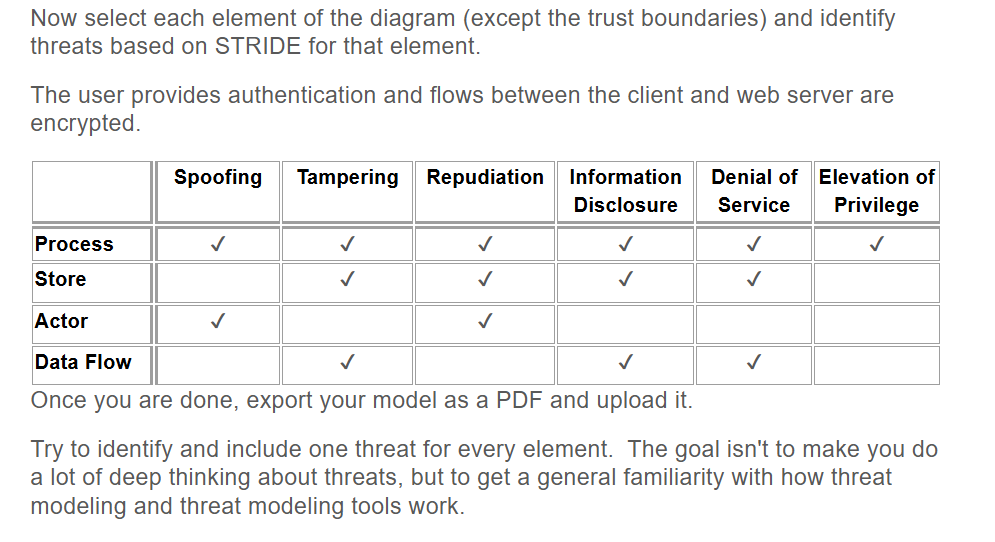 Now select each element of the diagram (except the trust boundaries) and identify
threats based on STRIDE for that element.
The user provides authentication and flows between the client and web server are
encrypted.
Spoofing Tampering Repudiation Information Disclosure Denial of Service Elevation of Privilege
Process ✓ ✓ ✓ ✓ ✓ ✓
Store ✓ ✓ ✓ ✓
Actor ✓ ✓
Data Flow ✓ ✓ ✓
Once you are done, export your model as a PDF and upload it.
Try to identify and include one threat for every element.  The goal isn't to make you do
a lot of deep thinking about threats, but to get a general familiarity with how threat
modeling and threat modeling tools work.